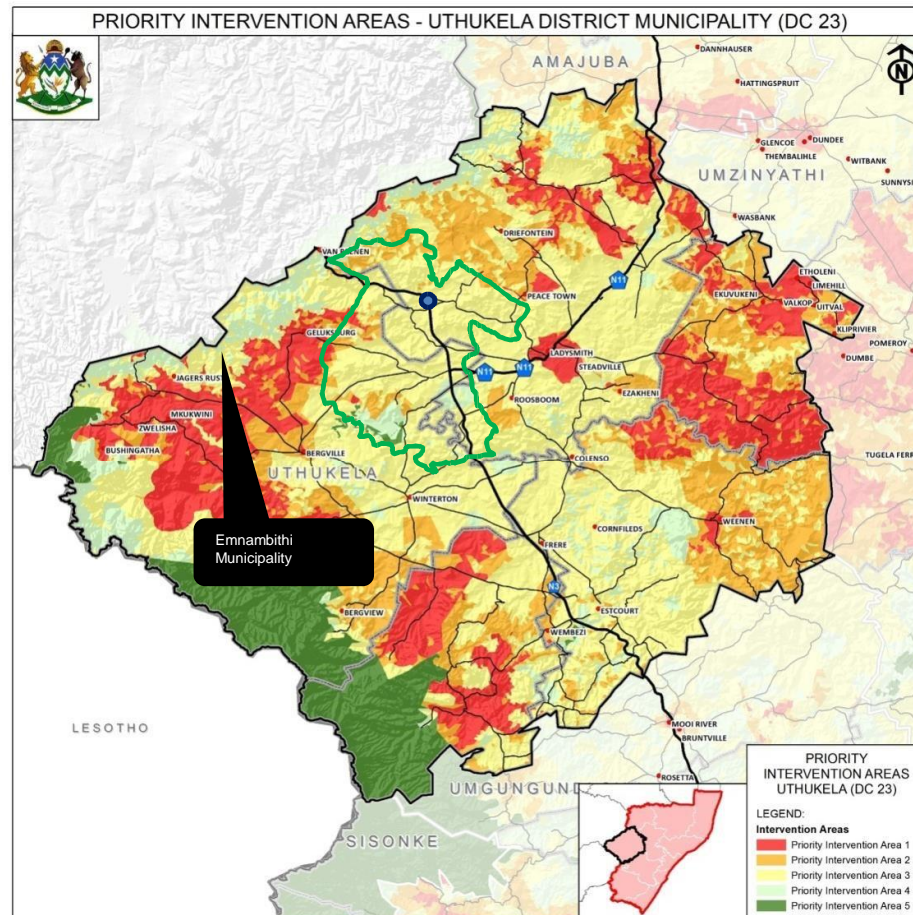 PRIORITY INTERVENTION AREAS - UTHUKELA DISTRICT MUNICIPALITY (DC 23)
DANNHAUSER
AMAJUBA
N
HATTINGSPRUIT
DUNDEE
GLENCOE
THEMBALIHLE
WITBANK
UMZINYATHI
SUNNYSI
WASBANK
DRIEFONTEIN
VAN REENEN
ETHOLENI
N11
LIMEHILL
EKUVUKENI
PEACE TOWN
VALKOP
UITVAL
KLIPRIVIER
GELUKSBURG
POMEROY
LADYSMITH
DUMBE
N11
N11
STEADVILLE
JAGERS RUST
EZAKHENI
ROOSBOOM
MKUKWINI
ZWELISHA
BUSHINGATHA
BERGVILLE
COLENSO
TUGELA FERR
UTHUKELA
WINTERTON
CORNFILEDS
WEENEN
Emnambithi
Municipality
FRERE
N3
BERGVIEW
ESTCOURT
WEMBEZI
LESOTHO
MOOI RIVER
BRUNTVILLE
ROSETTA
UMGUNGUND
SISONKE
PRIORITY
INTERVENTION AREAS
UTHUKELA (DC 23)
LEGEND:
Intervention Areas
Priority Intervention Area 1
Priority Intervention Area 2
Priority Intervention Area 3
Priority Intervention Area 4
Priority Intervention Area 5